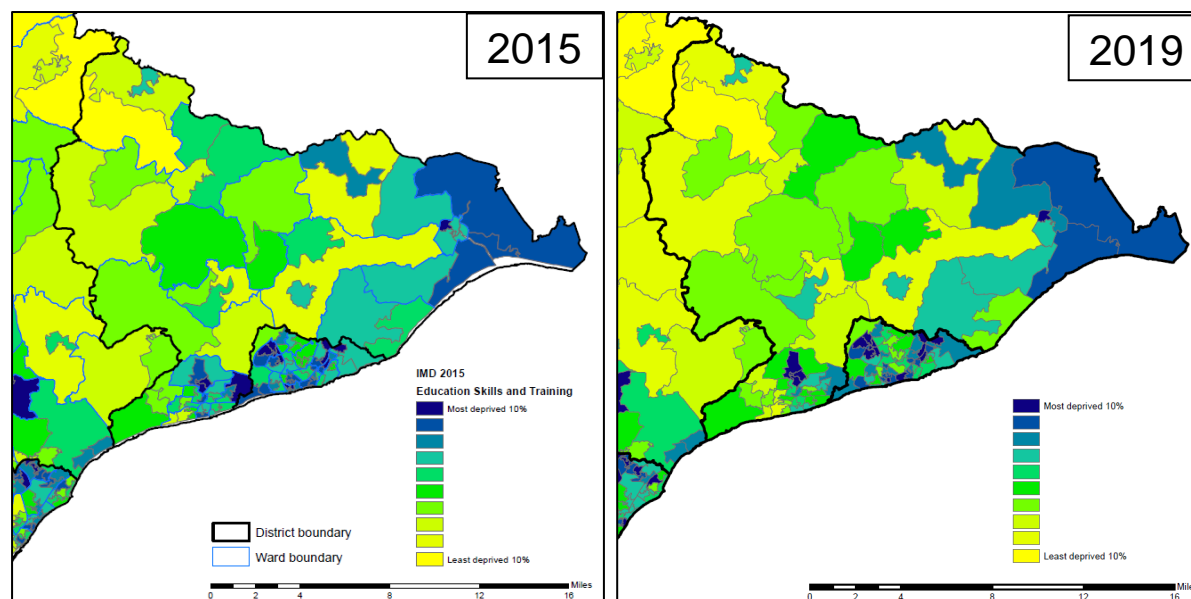 2015
2019
IMD 2015
Education Skills and Training
Most deprived 10%
Least deprived 10%
District boundary
Ward boundary
Miles
0 2 4 8 12 16
Most deprived 10%
Least deprived 10%
Miles
0 2 4 8 12 16